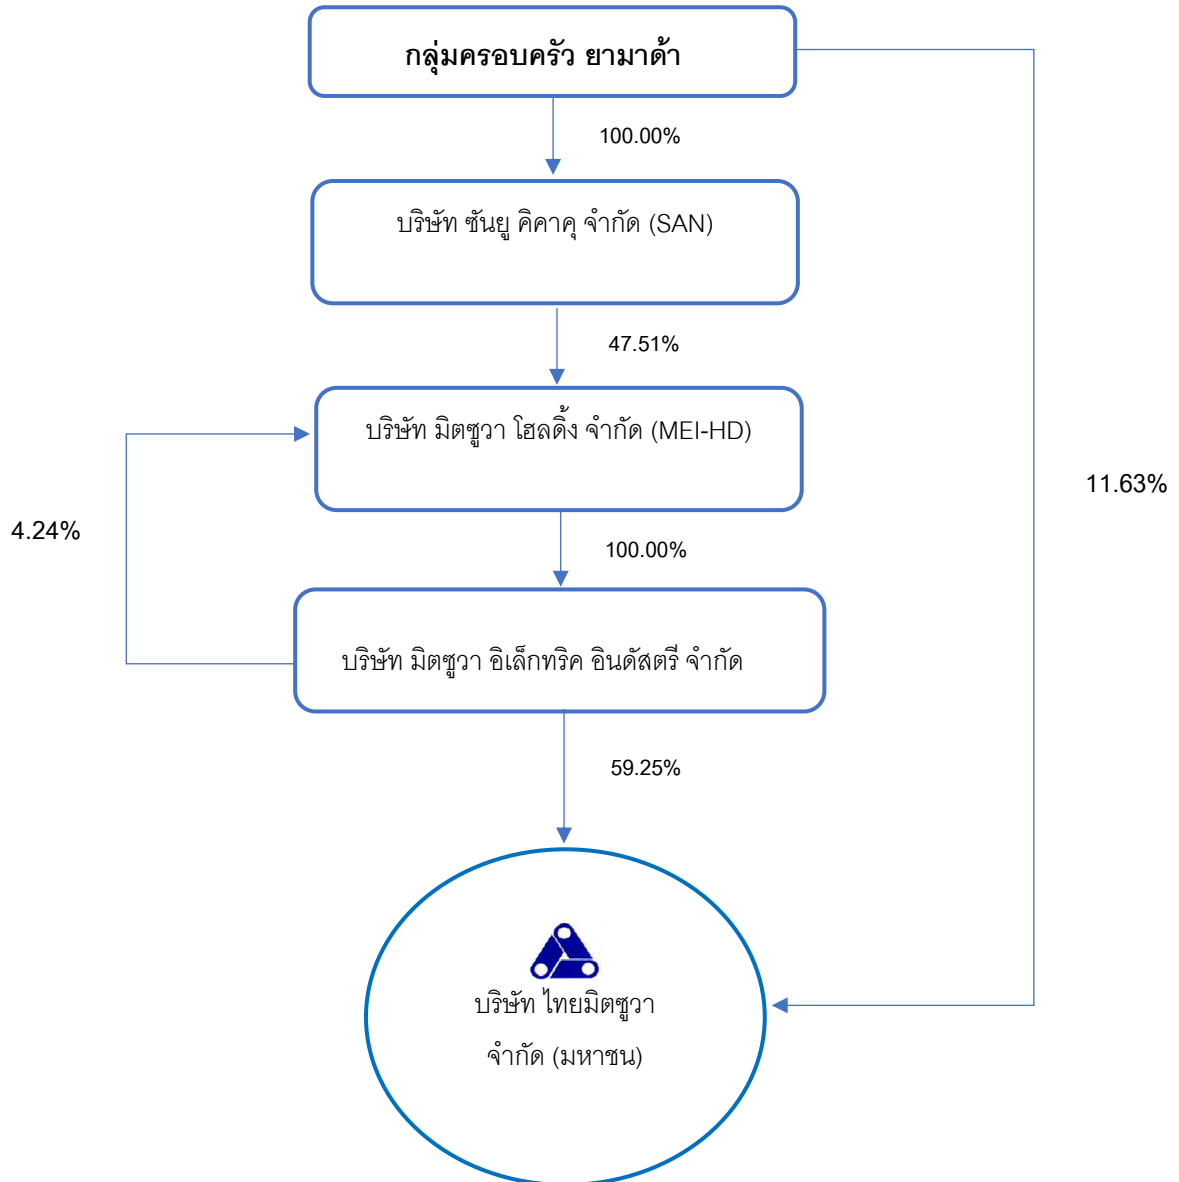 กลุ่มครอบครัว ยามาด้า
100.00%
บริษัท ซันยู คิคาคุ จำกัด (SAN)
47.51%
บริษัท มิตซูวา โฮลดิ้ง จำกัด (MEI-HD)
11.63%
4.24%
100.00%
บริษัท มิตซูวา อิเล็กทริค อินดัสตรี จำกัด
59.25%
บริษัท ไทยมิตซูวา
จำกัด (มหาชน)